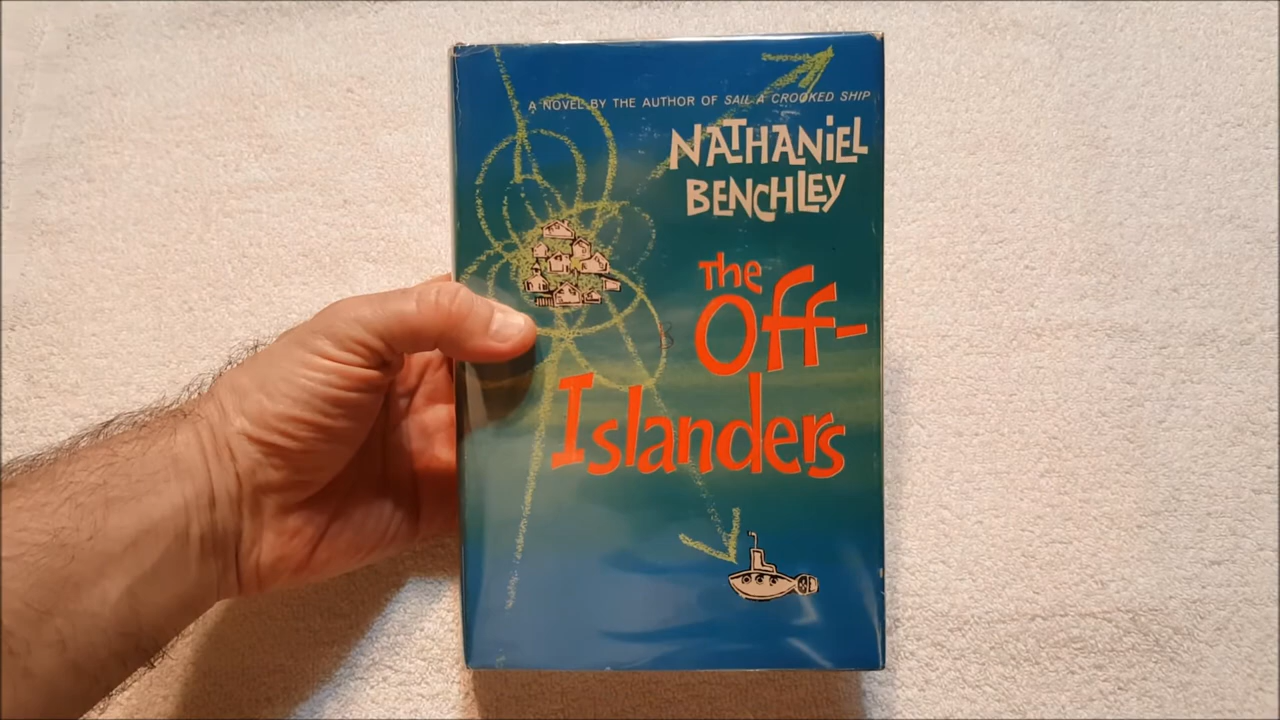 A NOVEL BY THE AUTHOR OF SAIL A CROOKED SHIP
NATHANiEL
BENCHLEY
The
Off-
Islanders